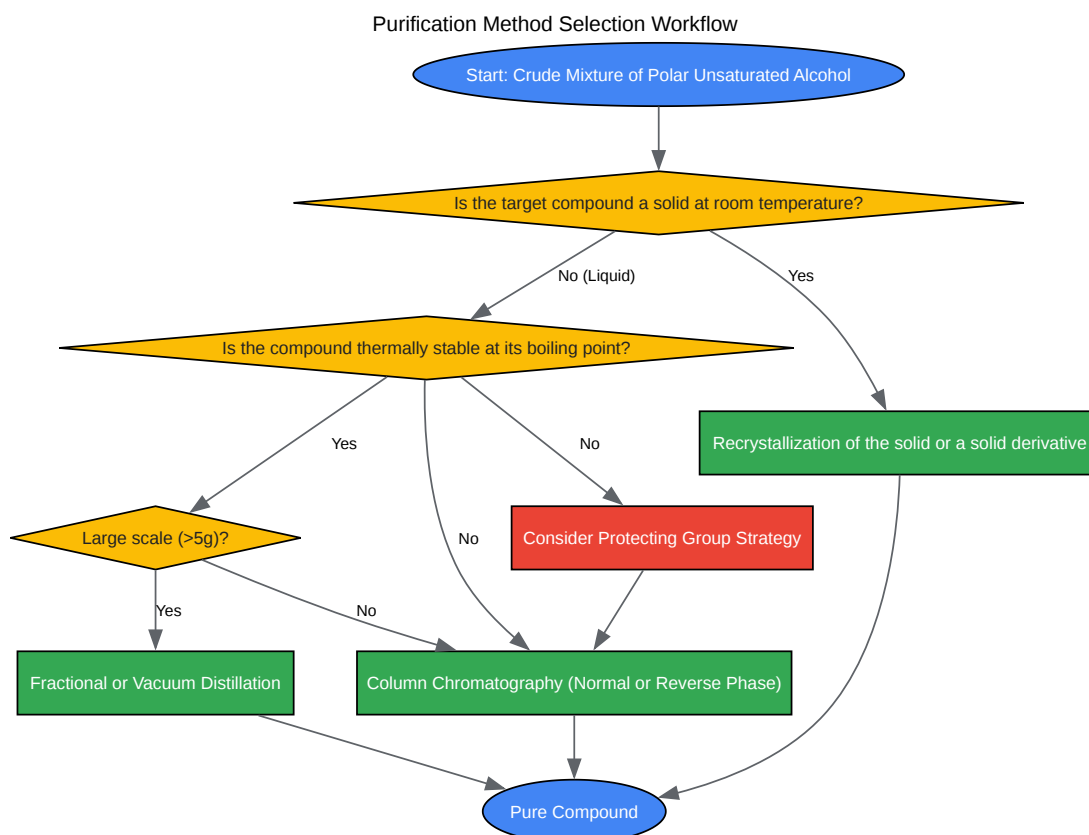 Purification Method Selection Workflow
Start: Crude Mixture of Polar Unsaturated Alcohol
Is the target compound a solid at room temperature?
No (Liquid)
Yes
Is the compound thermally stable at its boiling point?
Recrystallization of the solid or a solid derivative
Yes
No
No
Large scale (>5g)?
Consider Protecting Group Strategy
Yes
No
Fractional or Vacuum Distillation
Column Chromatography (Normal or Reverse Phase)
Pure Compound